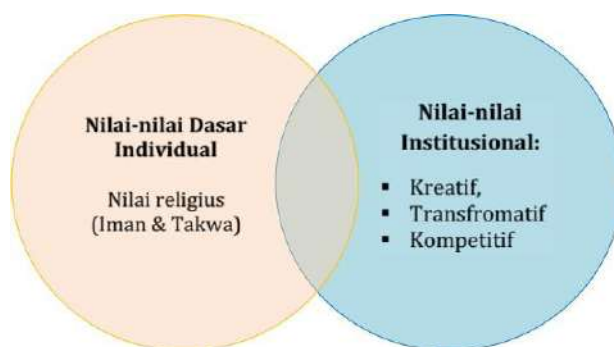 Nilai-nilai Dasar
Individual
Nilai religius
(Iman & Takwa)
Nilai-nilai
Institusional:
▪ Kreatif,
▪ Transfromatif
▪ Kompetitif